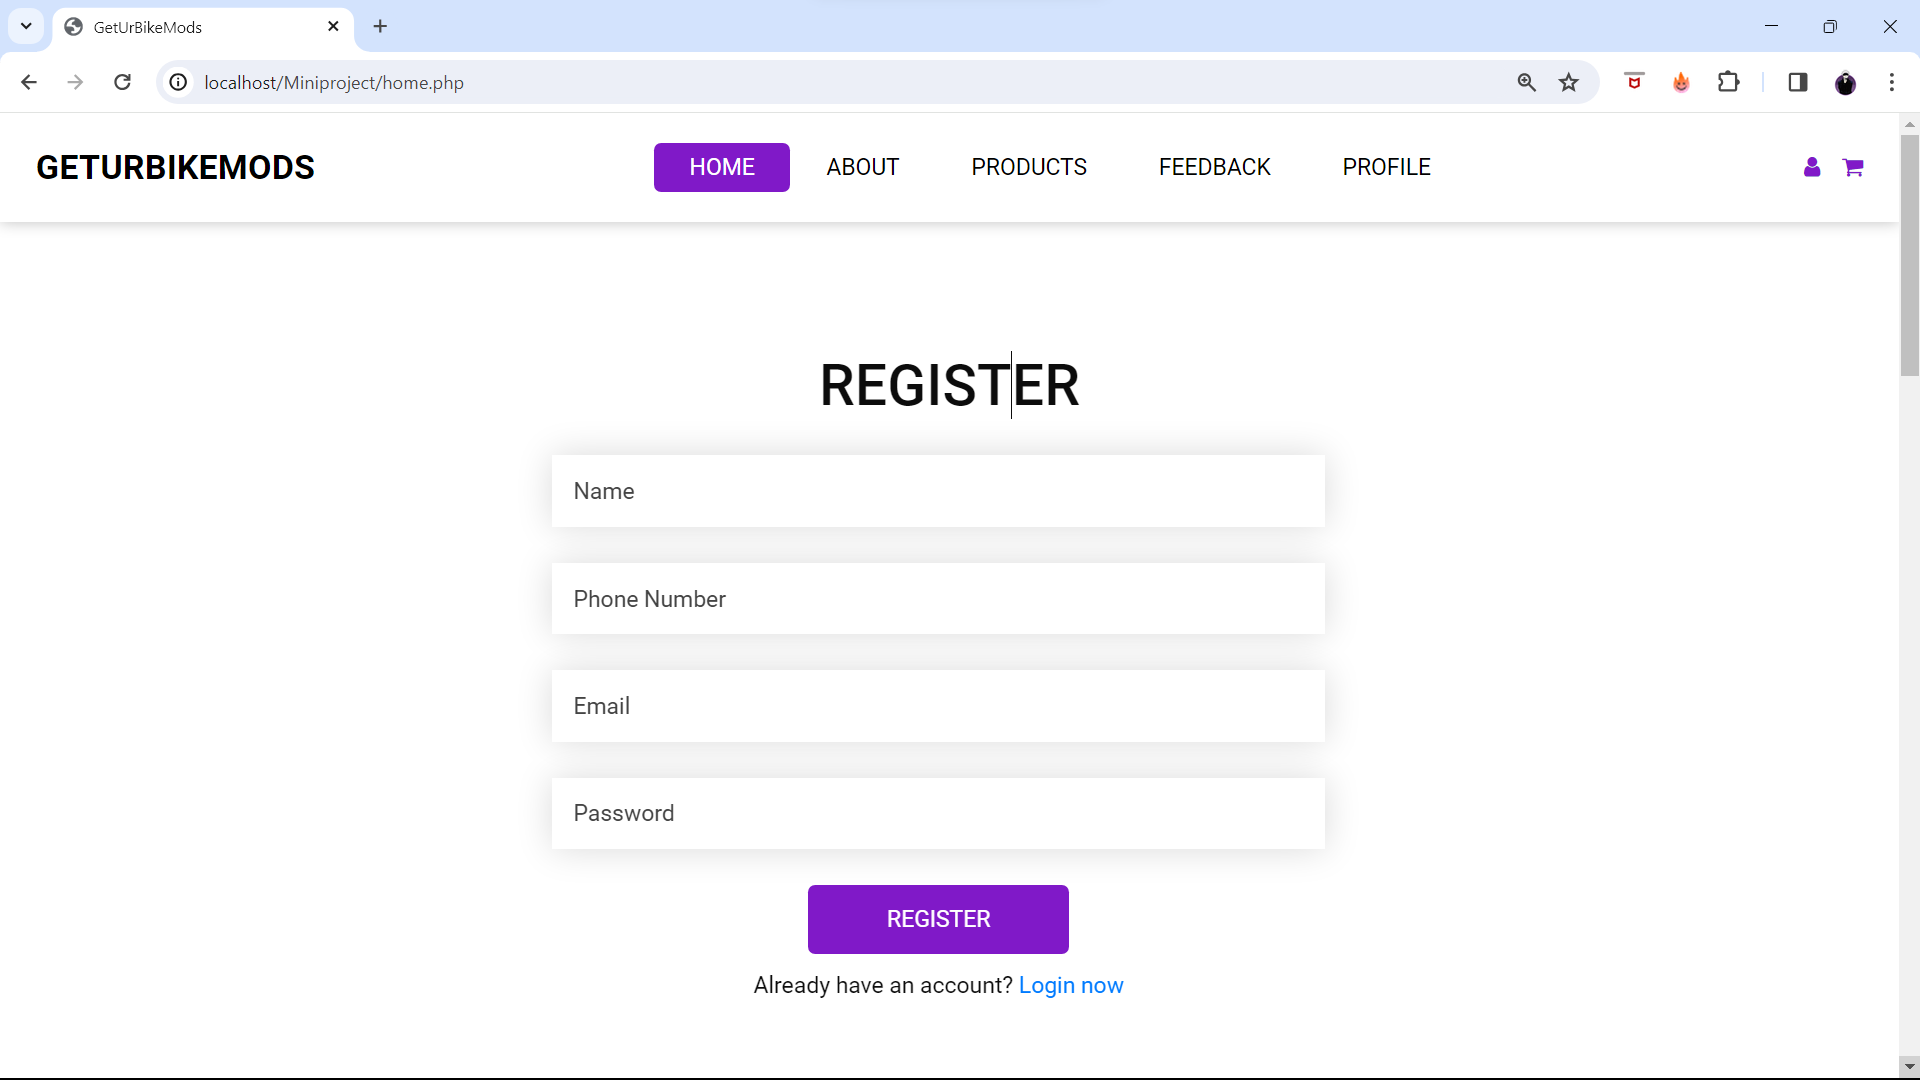 GetUrBikeMods
localhost/Miniproject/home.php
GETURBIKEMODS
HOME
ABOUT
PRODUCTS
FEEDBACK
PROFILE
REGISTER
Name
Phone Number
Email
Password
REGISTER
Already have an account? Login now